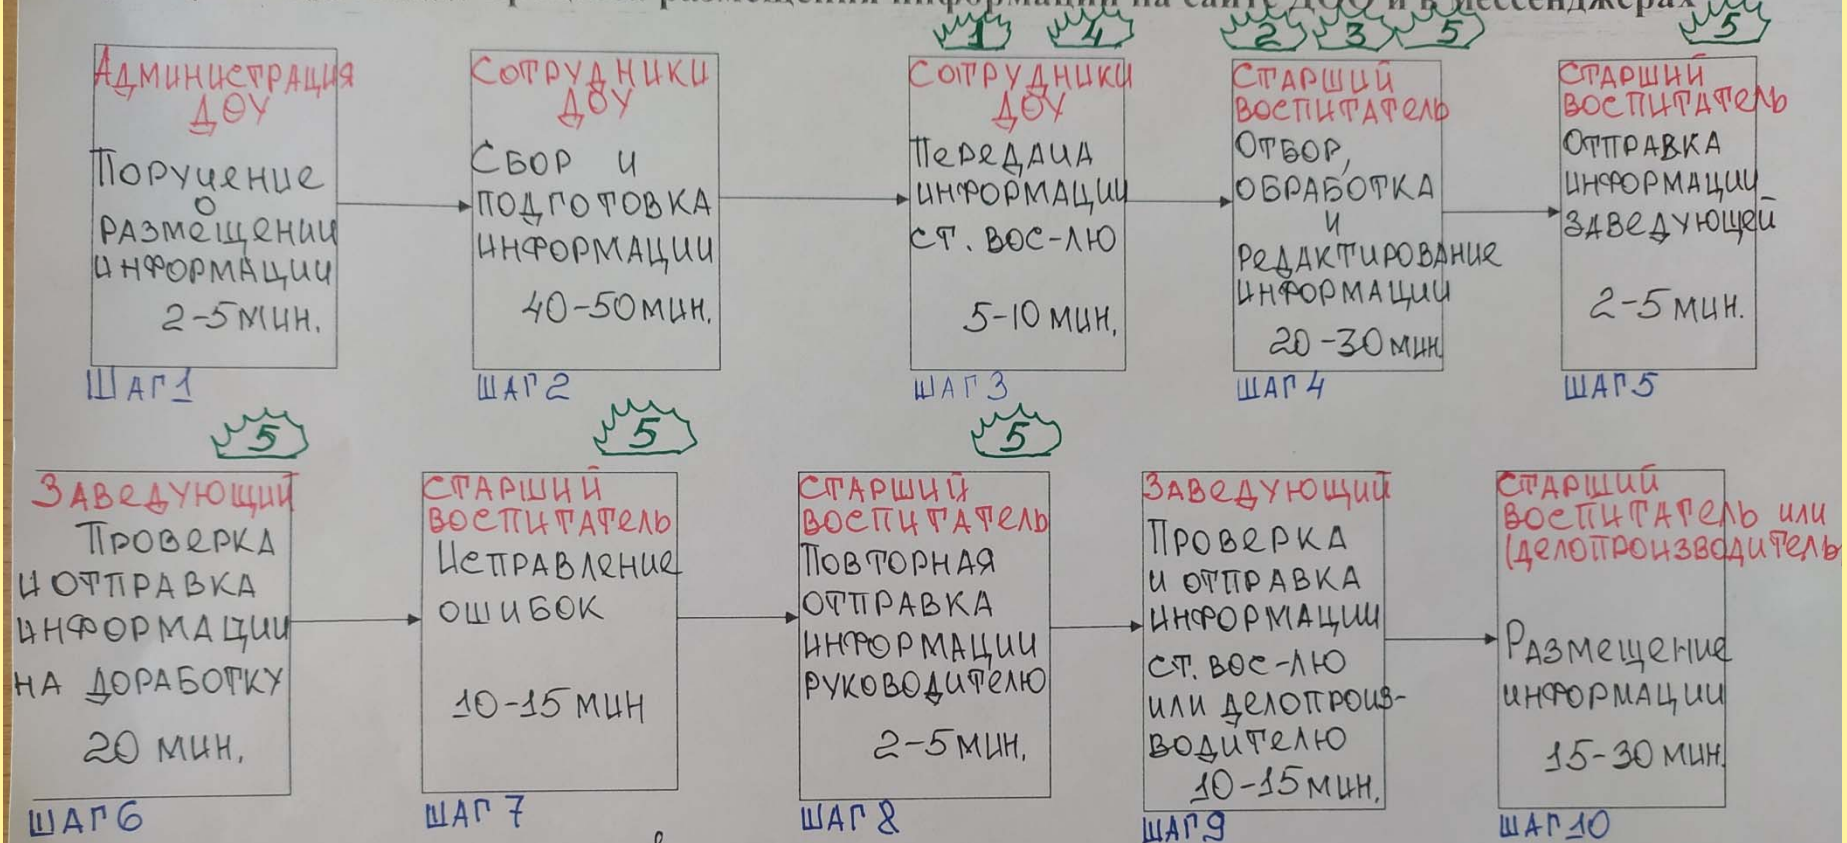 размещения информации на сайте ДОО и в мессенджерах
1 4 2 3 5 5
Администрация
ДОУ
Поручение
о
размещении
информации
2-5 мин.
Шаг 1
Сотрудники
ДОУ
Сбор и
подготовка
информации
40-50 мин.
Шаг 2
Сотрудники
ДОУ
Передача
информации
ст. вос-лю
5-10 мин.
Шаг 3
Старший
воспитатель
Отбор,
обработка
и
редактирование
информации
20-30 мин
Шаг 4
Старший
воспитатель
Отправка
информации
заведующей
2-5 мин.
Шаг 5
5
Заведующий
Проверка
и отправка
информации
на доработку
20 мин.
Шаг 6
5
Старший
воспитатель
Исправление
ошибок
10-15 мин
Шаг 7
5
Старший
воспитатель
Повторная
отправка
информации
руководителю
2-5 мин.
Шаг 8
Заведующий
Проверка
и отправка
информации
ст. вос-лю
или делопроиз-
водителю
10-15 мин.
Шаг 9
Старший
воспитатель или
(делопроизводитель
Размещение
информации
15-30 мин.
Шаг 10